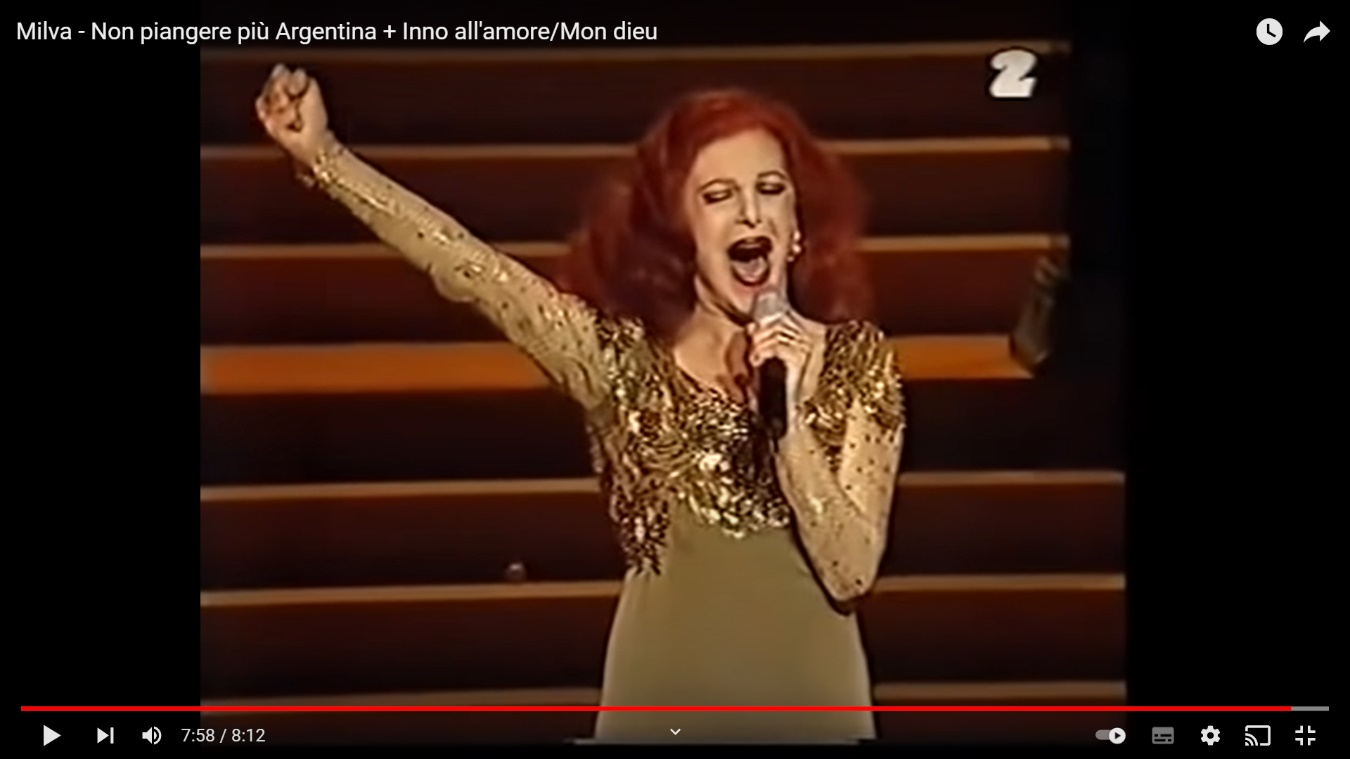 Milva - Non piangere più Argentina + Inno all'amore/Mon dieu
2
7:58 / 8:12